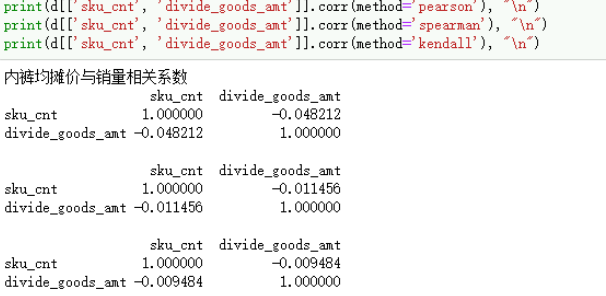 print(d[['sku_cnt', 'divide_goods_amt']].corr(method='pearson'), "\n")
print(d[['sku_cnt', 'divide_goods_amt']].corr(method='spearman'), "\n")
print(d[['sku_cnt', 'divide_goods_amt']].corr(method='kendall'), "\n")
内裤均摊价与销量相关系数
sku_cnt divide_goods_amt
sku_cnt 1.000000 -0.048212
divide_goods_amt -0.048212 1.000000
sku_cnt divide_goods_amt
sku_cnt 1.000000 -0.011456
divide_goods_amt -0.011456 1.000000
sku_cnt divide_goods_amt
sku_cnt 1.000000 -0.009484
divide_goods_amt -0.009484 1.000000